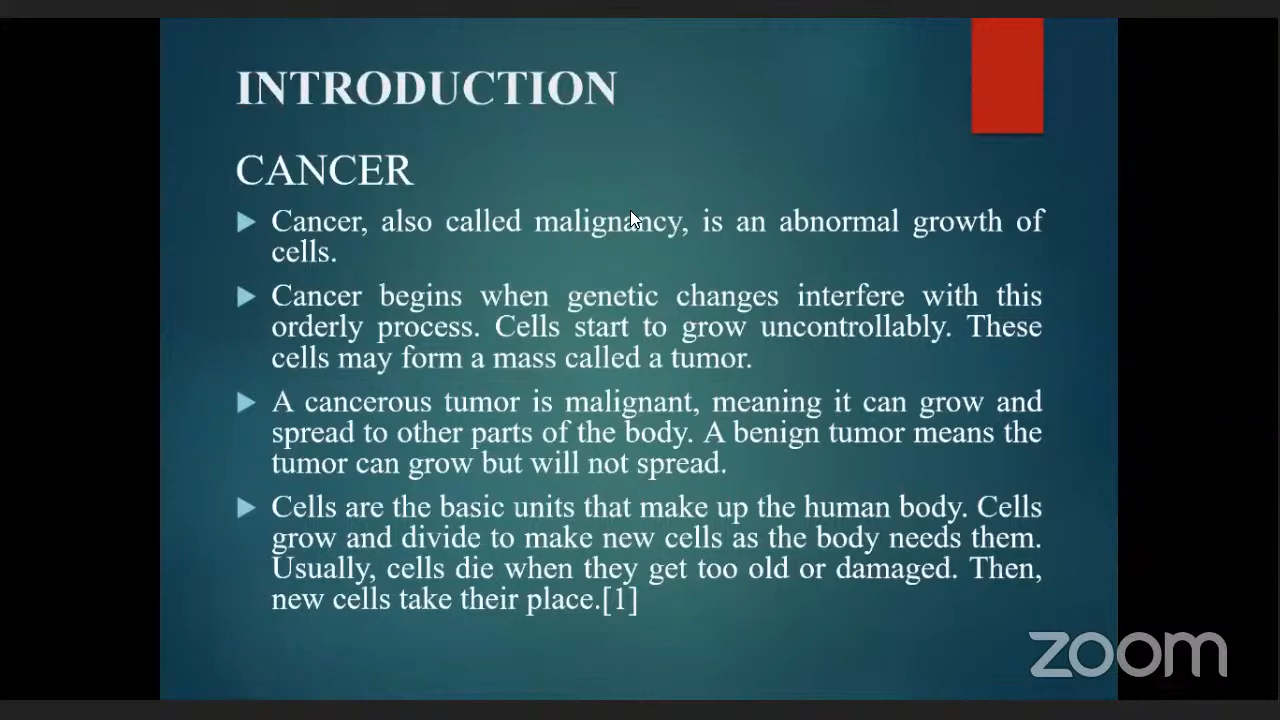 INTRODUCTION
CANCER
Cancer, also called malignancy, is an abnormal growth of
cells.
Cancer begins when genetic changes interfere with this
orderly process. Cells start to grow uncontrollably. These
cells may form a mass called a tumor.
A cancerous tumor is malignant, meaning it can grow and
spread to other parts of the body. A benign tumor means the
tumor can grow but will not spread.
Cells are the basic units that make up the human body. Cells
grow and divide to make new cells as the body needs them.
Usually, cells die when they get too old or damaged. Then,
new cells take their place.[1]
zoom